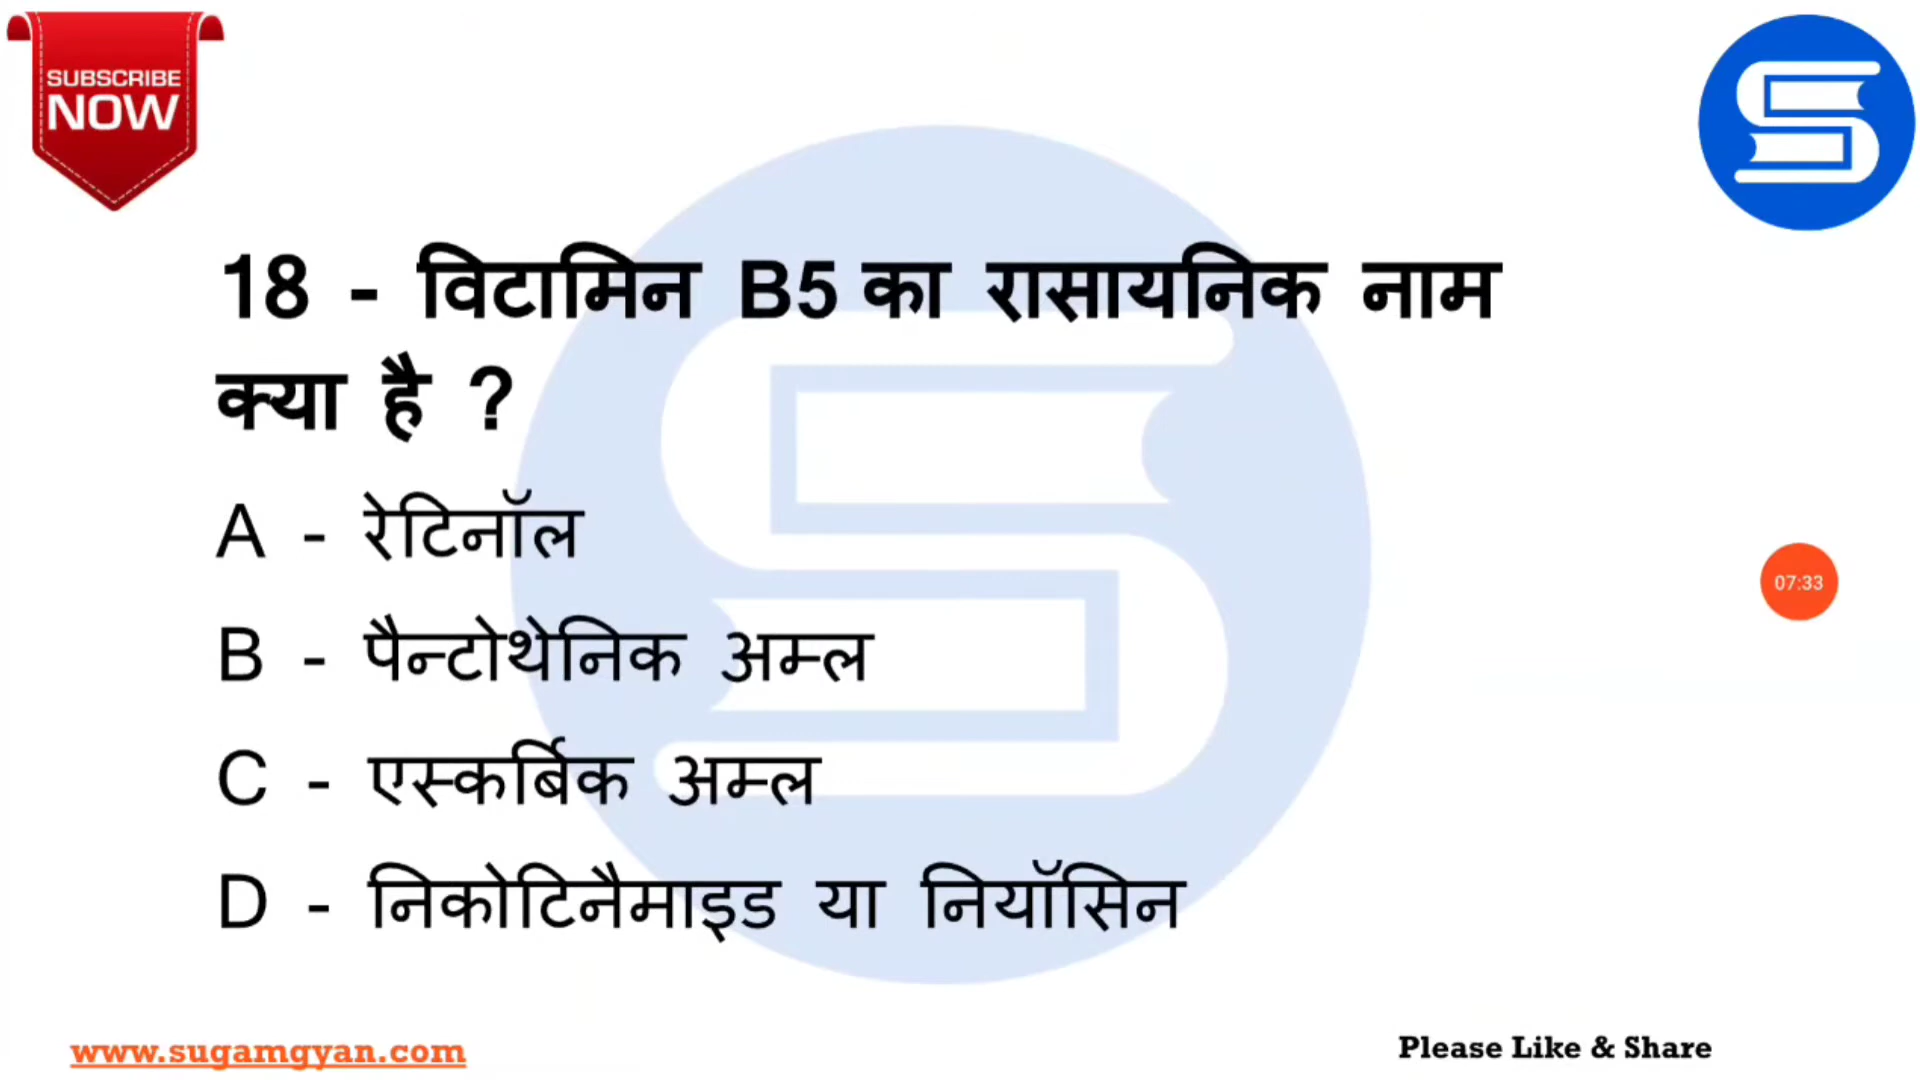 SUBSCRIBE
NOW
18 - विटामिन B5 का रासायनिक नाम
क्या है ?
A - रेटिनॉल
B - पैन्टोथेनिक अम्ल
C - एस्कर्बिक अम्ल
D - निकोटिनैमाइड या नियॉसिन
07:33
www.sugamgyan.com
Please Like & Share